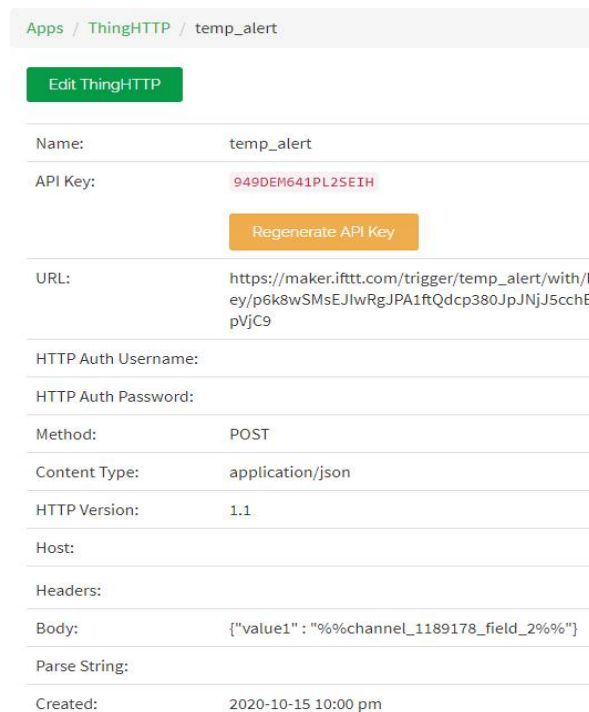 Apps / ThingHTTP / temp_alert
Edit ThingHTTP
Name: temp_alert
API Key: 949DEM641PL2SEIH
Regenerate API Key
URL: https://maker.ifttt.com/trigger/temp_alert/with/
ey/p6k8wSMsEJIwRgJPA1ftQdcp380JpJNjJ5cchE
pVjC9
HTTP Auth Username:
HTTP Auth Password:
Method: POST
Content Type: application/json
HTTP Version: 1.1
Host:
Headers:
Body: {"value1" : "%%channel_1189178_field_2%%"}
Parse String:
Created: 2020-10-15 10:00 pm